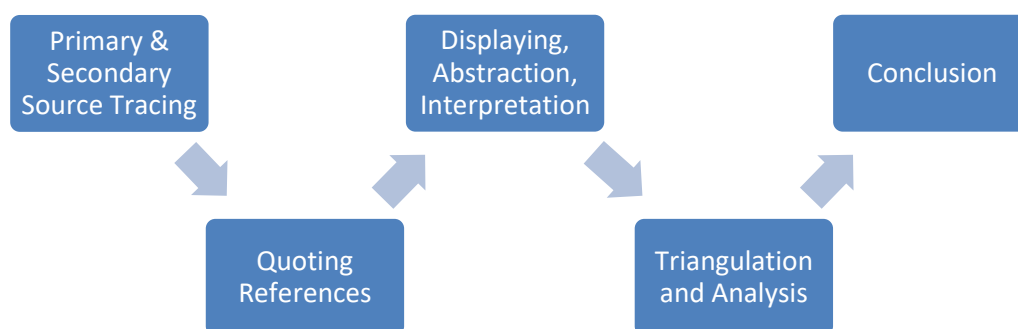 Primary &
Secondary
Source Tracing
Quoting
References
Displaying,
Abstraction,
Interpretation
Triangulation
and Analysis
Conclusion